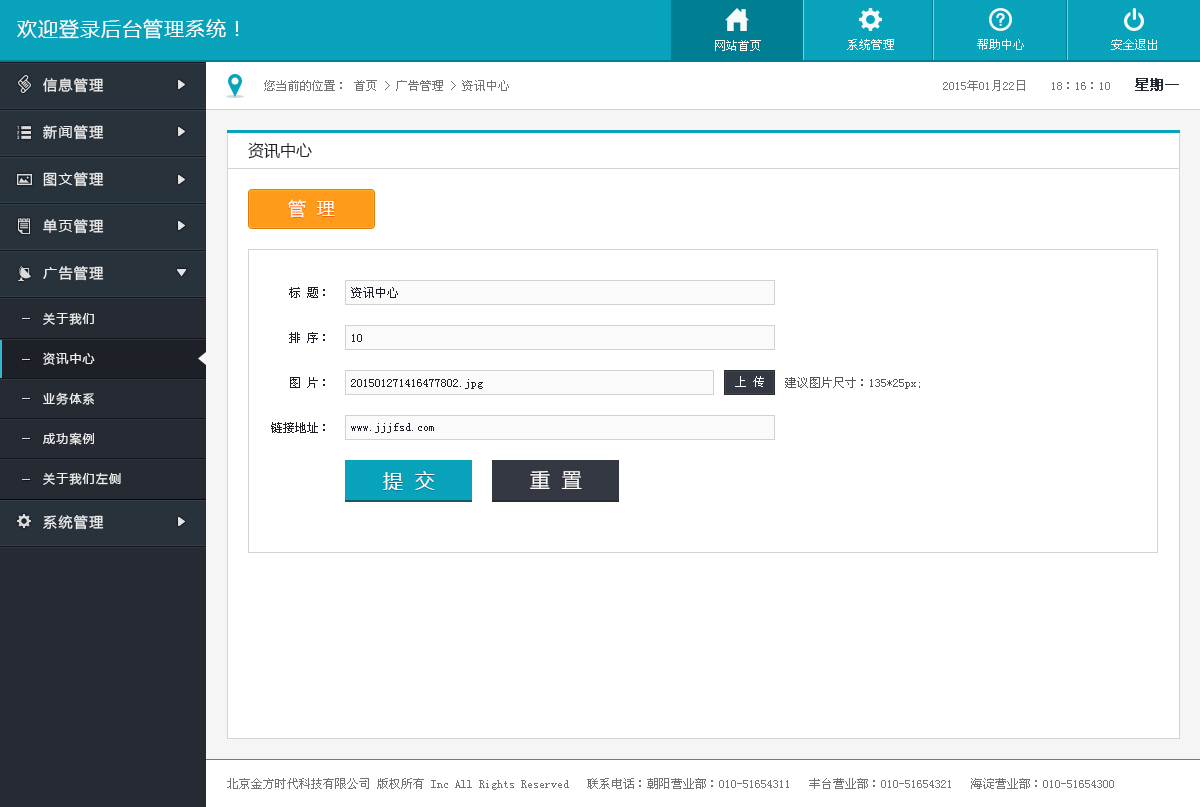 欢迎登录后台管理系统！
网站首页
系统管理
帮助中心
安全退出
信息管理
新闻管理
图文管理
单页管理
广告管理
关于我们
资讯中心
业务体系
成功案例
关于我们左侧
系统管理
您当前的位置： 首页 > 广告管理 > 资讯中心
2015年01月22日 18：16：10 星期一
资讯中心
管 理
标 题： 资讯中心
排 序： 10
图 片： 201501271416477802.jpg 上 传 建议图片尺寸：135*25px;
链接地址： www.jjjfsd.com
提 交 重 置
北京金方时代科技有限公司 版权所有 Inc All Rights Reserved 联系电话：朝阳营业部：010-51654311 丰台营业部：010-51654321 海淀营业部：010-51654300